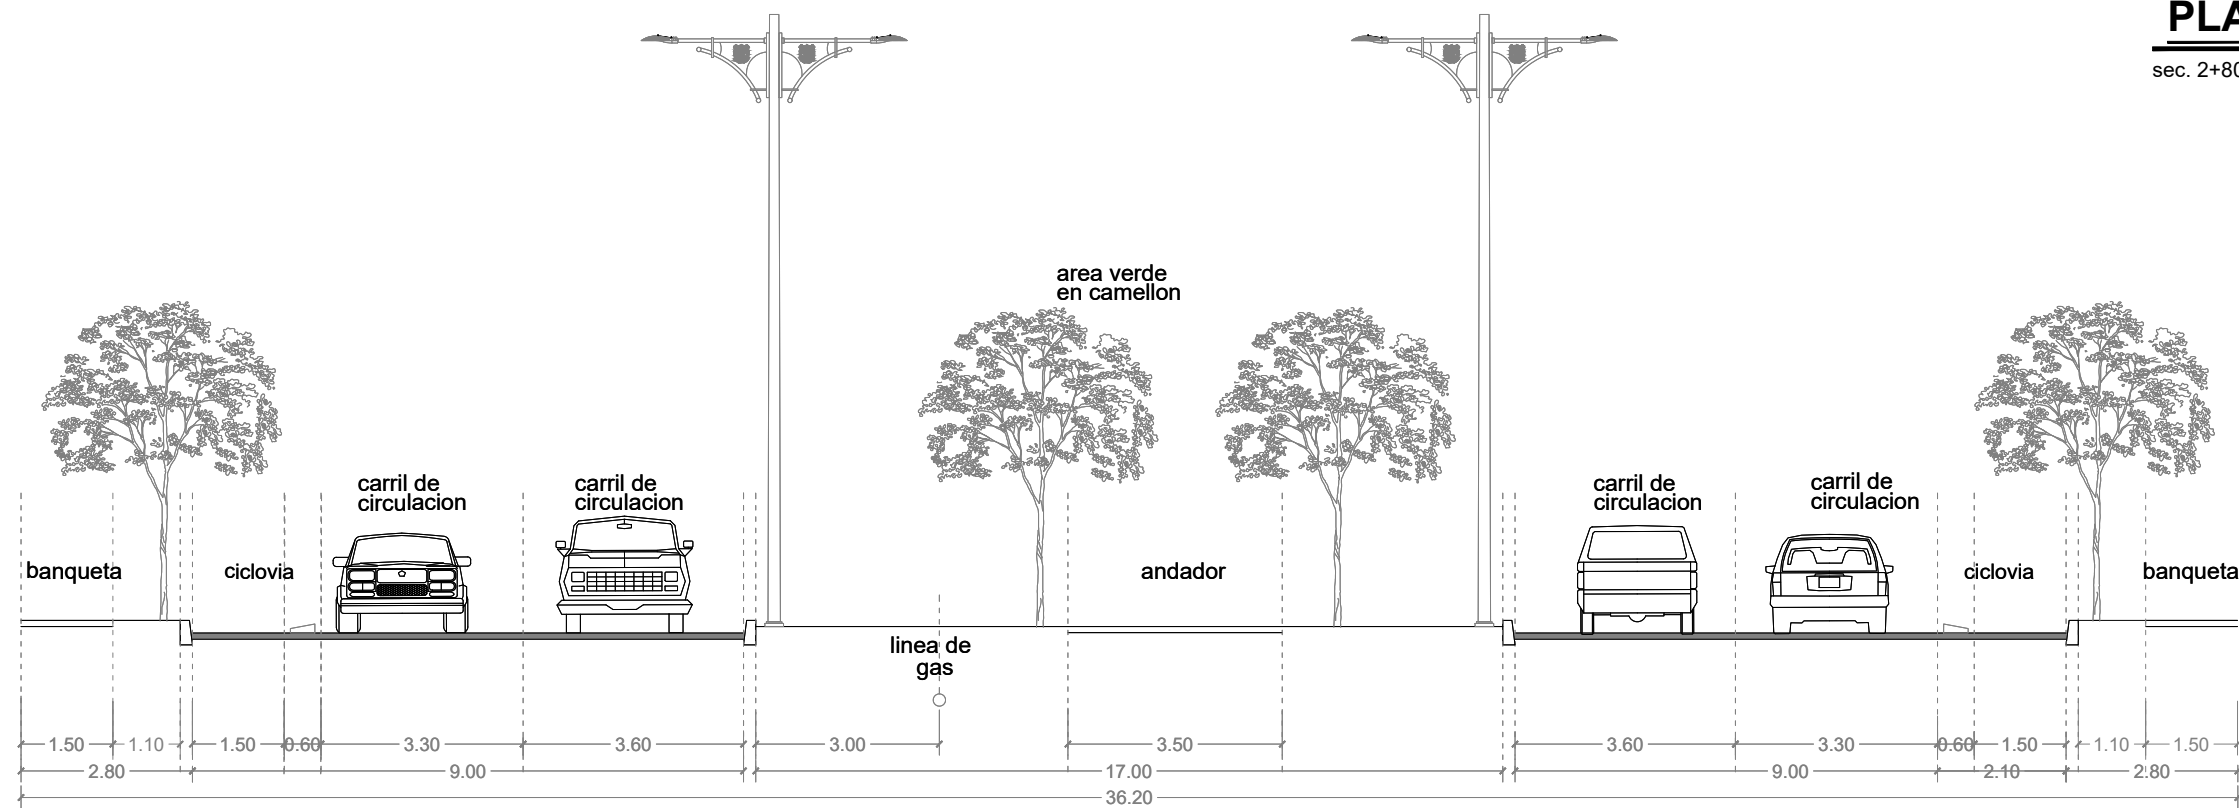 PLA
sec. 2+80
area verde
en camellon
carril de
circulacion
carril de
circulacion
carril de
circulacion
carril de
circulacion
banqueta
ciclovia
andador
ciclovia
banqueta
linea de
gas
1.50 1.10 1.50 0.60 3.30 3.60 3.00 3.50 3.60 3.30 0.60 1.50 1.10 1.50
2.80 9.00 17.00 9.00 2.10 2.80
36.20